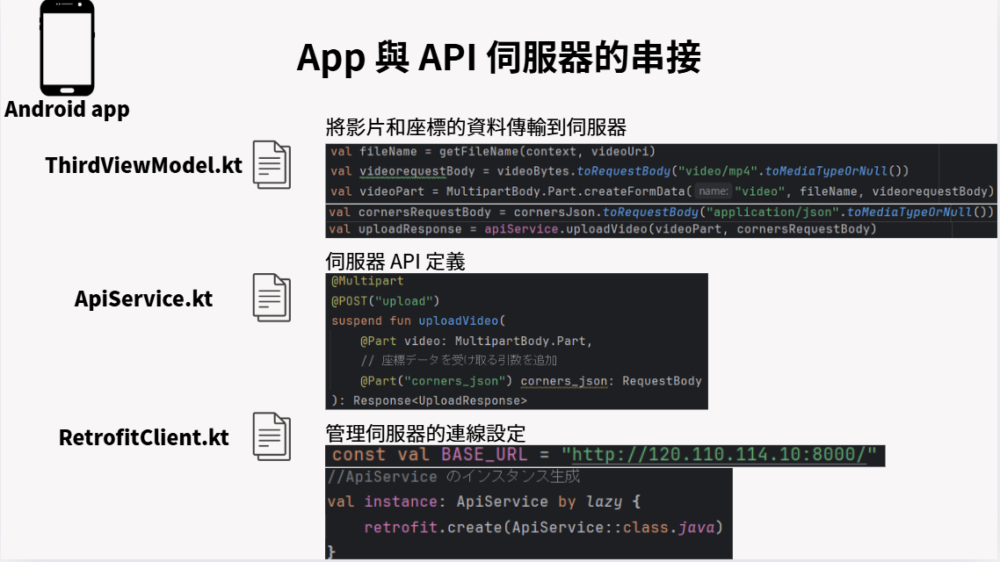 App 與 API 伺服器的串接
Android app
將影片和座標的資料傳輸到伺服器
ThirdViewModel.kt
val fileName = getFileName(context, videoUri)
val videorequestBody = videoBytes.toRequestBody("video/mp4".toMediaTypeOrNull())
val videoPart = MultipartBody.Part.createFormData( name: "video", fileName, videorequestBody)
val cornersRequestBody = cornersJson.toRequestBody("application/json".toMediaTypeOrNull())
val uploadResponse = apiService.uploadVideo(videoPart, cornersRequestBody)
伺服器 API 定義
ApiService.kt
@Multipart
@POST("upload")
suspend fun uploadVideo(
@Part video: MultipartBody.Part,
// 座標データを受け取る引数を追加
@Part("corners_json") corners_json: RequestBody
): Response<UploadResponse>
管理伺服器的連線設定
RetrofitClient.kt
const val BASE_URL = "http://120.110.114.10:8000/"
//ApiService のインスタンス生成
val instance: ApiService by lazy {
retrofit.create(ApiService::class.java)
}